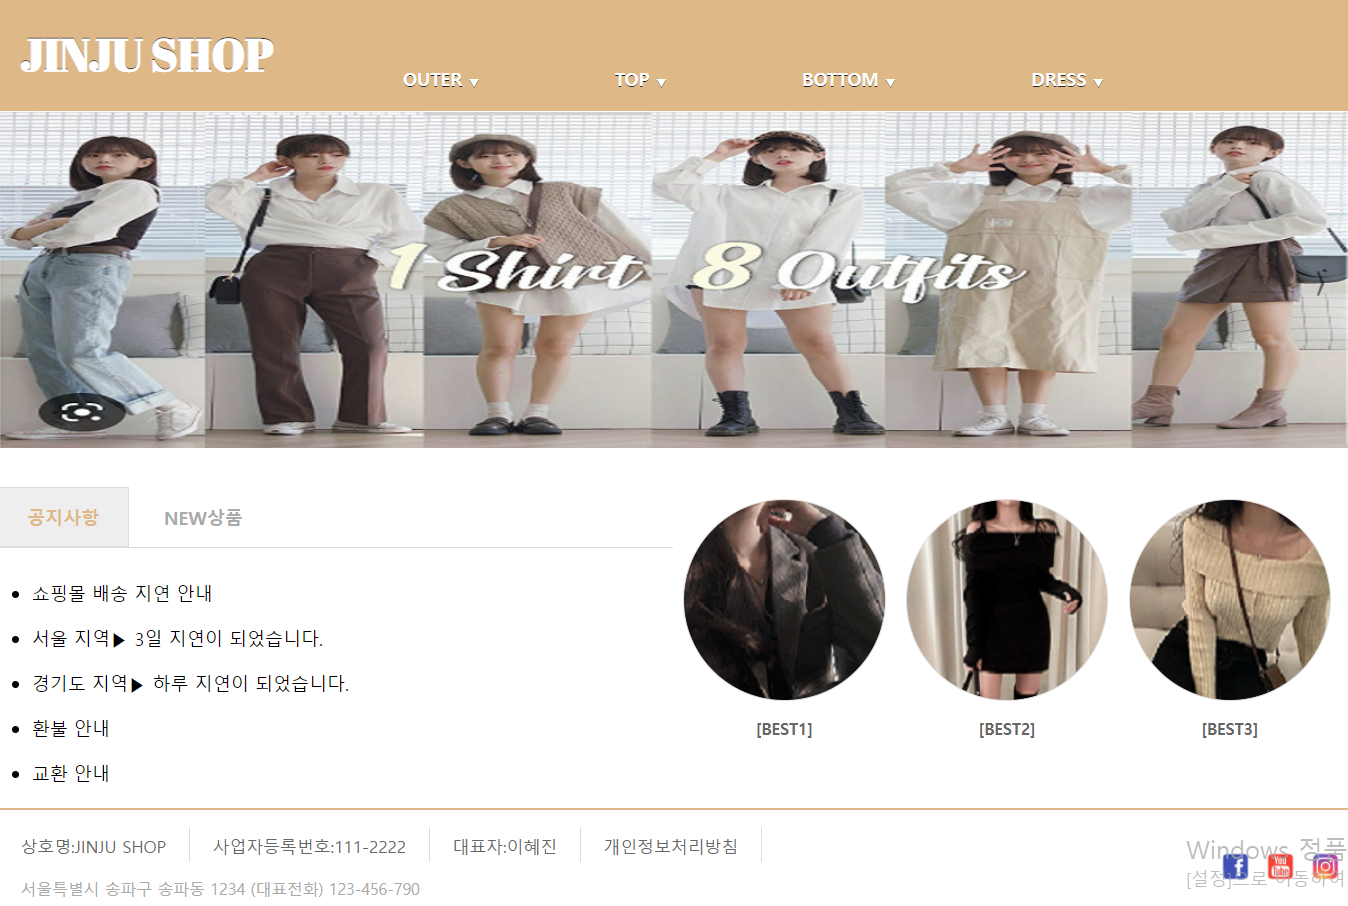 JINJU SHOP
OUTER ▼ TOP ▼ BOTTOM ▼ DRESS ▼
1 Shirt 8 Outfits
공지사항 NEW상품
• 쇼핑몰 배송 지연 안내
• 서울 지역▶ 3일 지연이 되었습니다.
• 경기도 지역▶ 하루 지연이 되었습니다.
• 환불 안내
• 교환 안내
[BEST1] [BEST2] [BEST3]
상호명:JINJU SHOP 사업자등록번호:111-2222 대표자:이혜진 개인정보처리방침
서울특별시 송파구 송파동 1234 (대표전화) 123-456-790
Windows 정품
[설정]으로 이동하여
You Tube